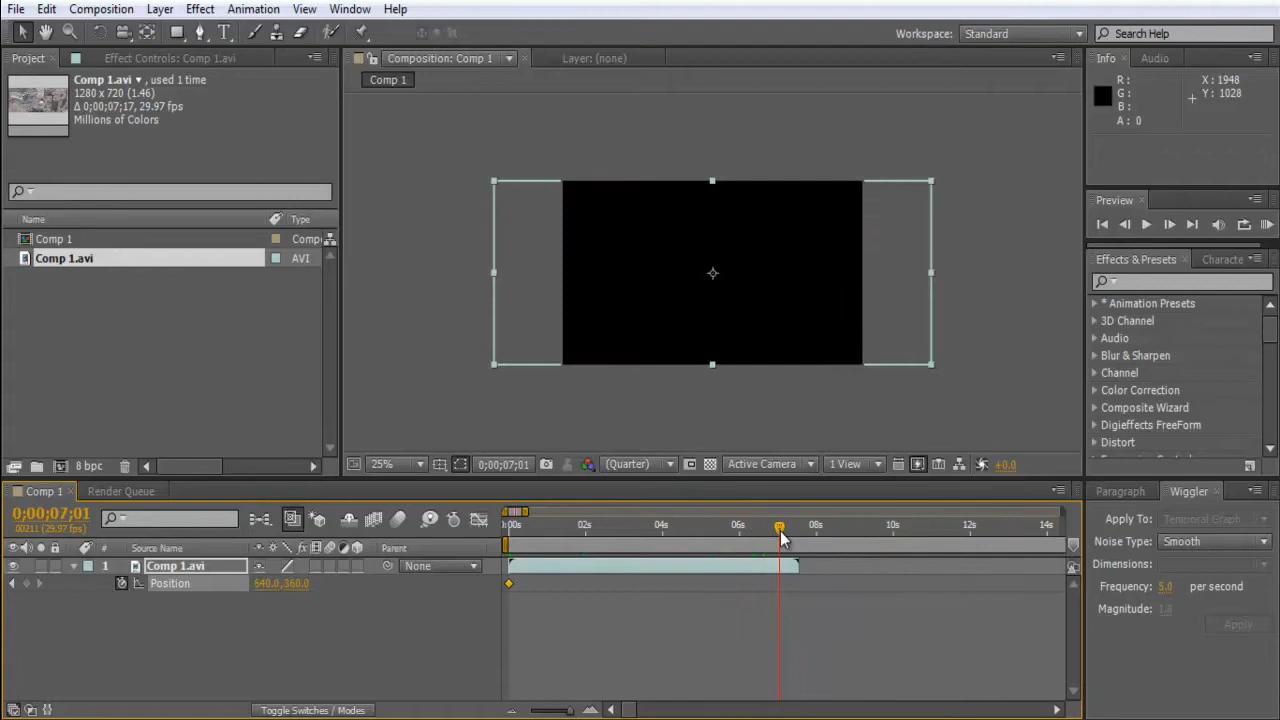 File Edit Composition Layer Effect Animation View Window Help
Workspace: Standard Search Help
Project Effect Controls: Comp 1.avi Composition: Comp 1 Layer: (none) Info Audio
Comp 1.avi , used 1 time
1280 x 720 (1.46)
Δ 0;00;07;17, 29.97 fps
Millions of Colors
Comp 1
R :
G :
B :
A : 0
X : 1948
Y : 1028
Preview
Name Type
Comp 1
Comp 1.avi AVI
Effects & Presets
* Animation Presets
3D Channel
Audio
Blur & Sharpen
Channel
Color Correction
Composite Wizard
Digieffects FreeForm
Distort
8 bpc 25% 0;00;07;01 (Quarter) Active Camera 1 View +0.0
Comp 1 Render Queue
0;00;07;01
00211 (29.97 fps)
02s 04s 06s 08s 10s 12s 14s
Source Name Parent
1 Comp 1.avi None
Position 640.0,360.0
Toggle Switches / Modes
Paragraph Wiggler
Apply To: Temporal Graph
Noise Type: Smooth
Dimensions:
Frequency: 5.0 per second
Magnitude: 1.0
Apply